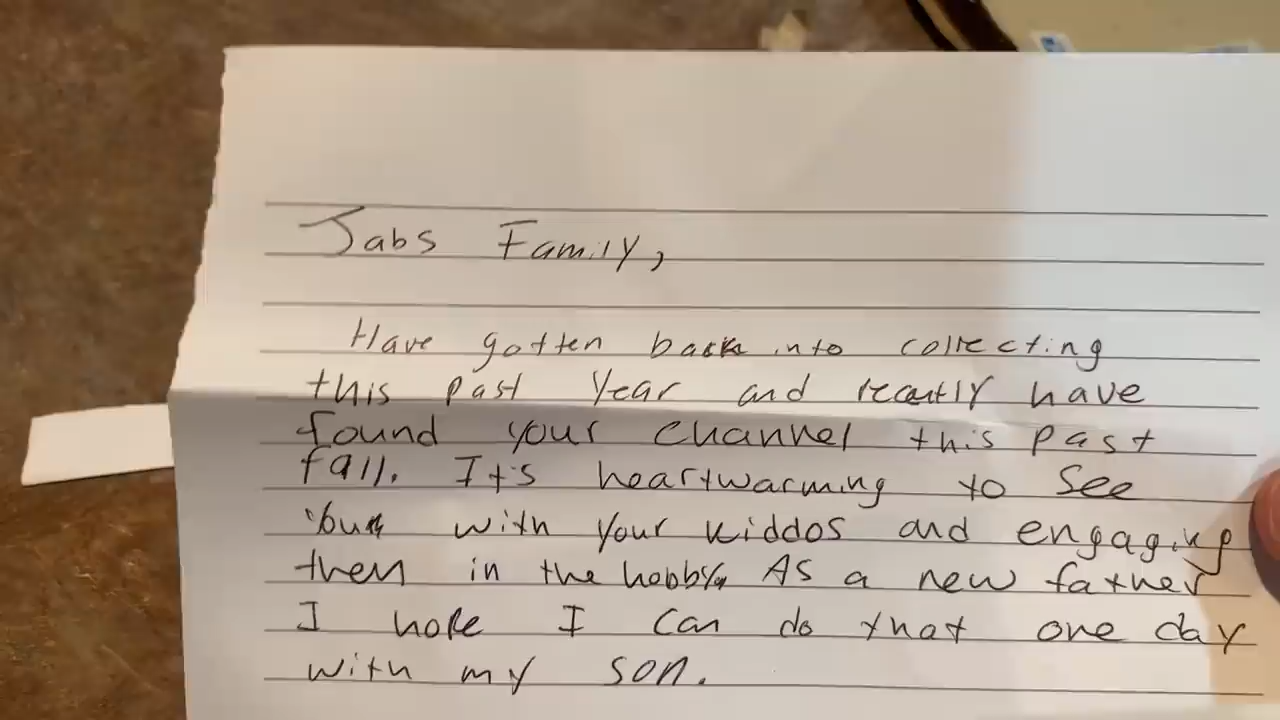 Jabs Family,
Have gotten back into collecting
this past year and recently have
found your channel this past
fall. It's heartwarming to see
with your kiddos and engaging
them in the hobby. As a new father
I hope I can do that one day
with my son.